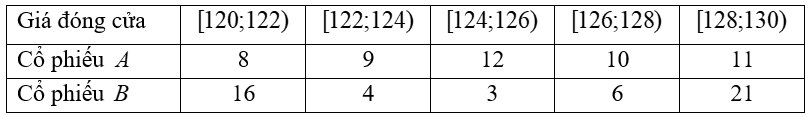 Giá đóng cửa [120;122) [122;124) [124;126) [126;128) [128;130)
Cổ phiếu A 8 9 12 10 11
Cổ phiếu B 16 4 3 6 21